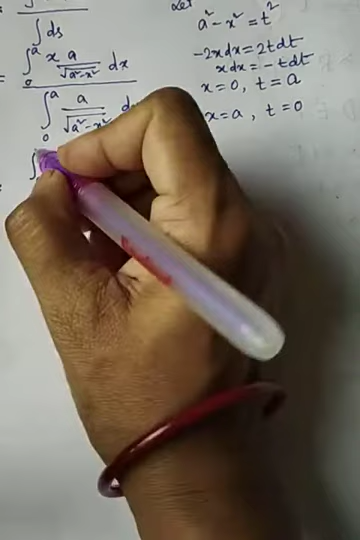 ∫ds
= ∫₀ᵃ x a/√(a²-x²) dx
∫₀ᵃ a/√(a²-x²)
= ∫
Let
a²-x² = t²
-2xdx = 2tdt
xdx = -tdt
x=0, t=a
x=a, t=0